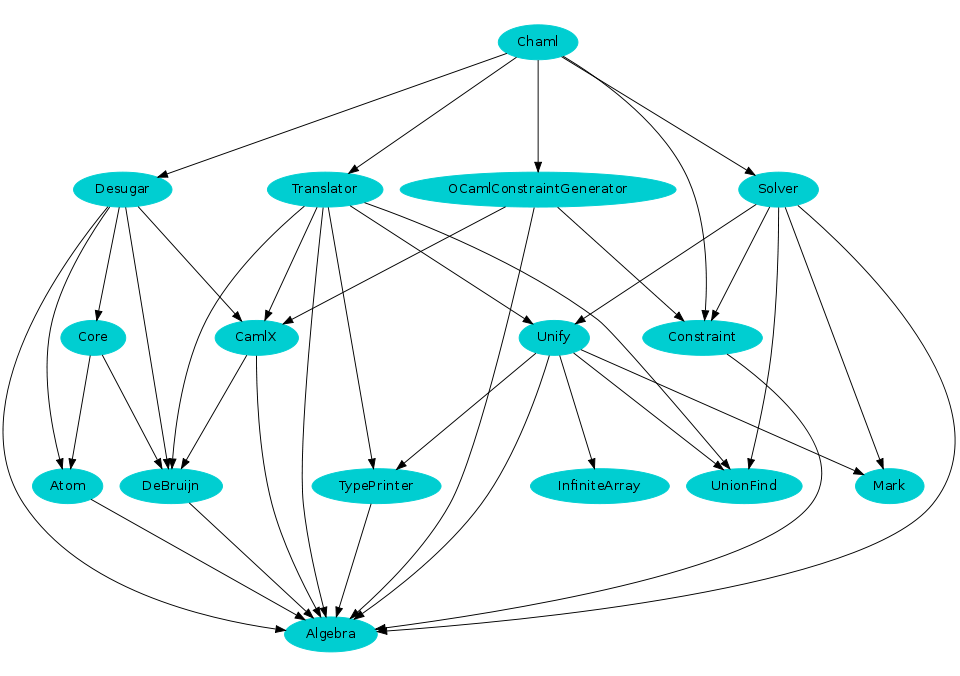 Chaml
Desugar
Translator
OCamlConstraintGenerator
Solver
Core
CamlX
Unify
Constraint
Atom
DeBruijn
TypePrinter
InfiniteArray
UnionFind
Mark
Algebra